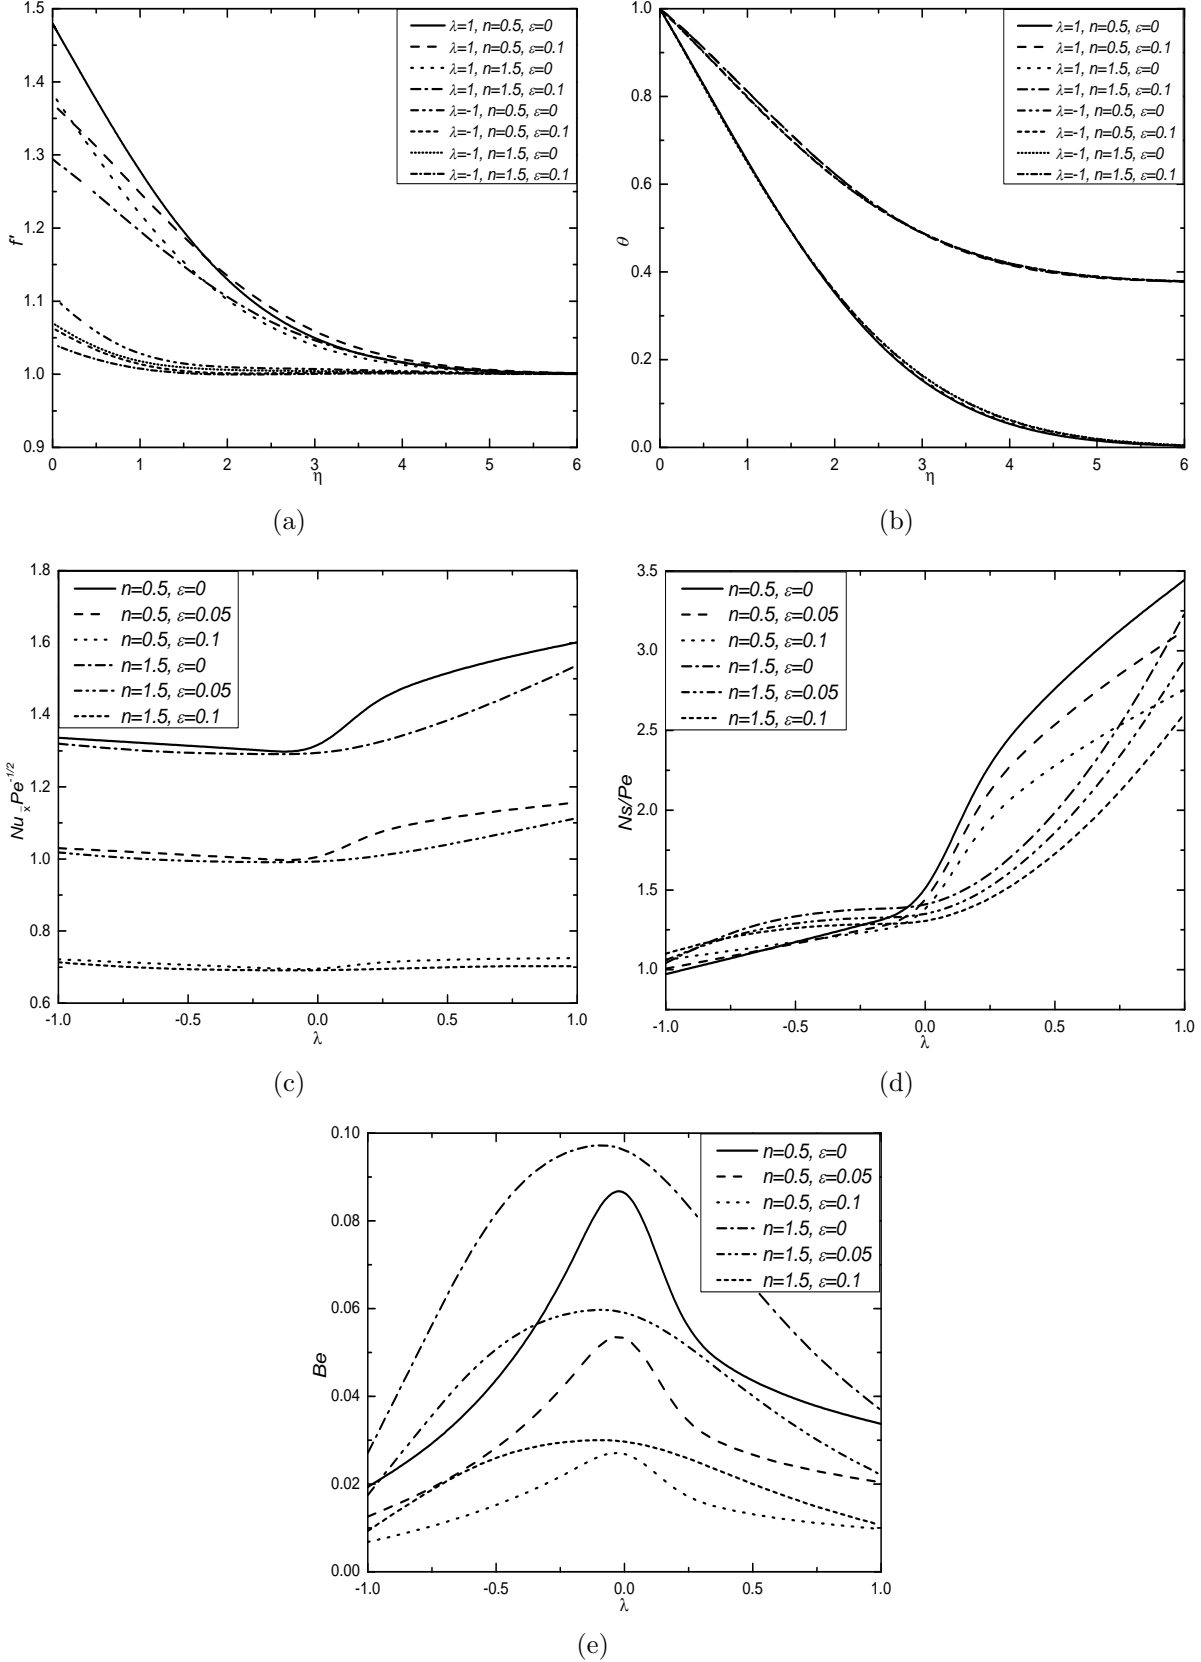 1.5
1.4
1.3
1.2
1.1
1.0
0.9
f'
λ=1, n=0.5, ε=0
λ=1, n=0.5, ε=0.1
λ=1, n=1.5, ε=0
λ=1, n=1.5, ε=0.1
λ=-1, n=0.5, ε=0
λ=-1, n=0.5, ε=0.1
λ=-1, n=1.5, ε=0
λ=-1, n=1.5, ε=0.1
0 1 2 3 4 5 6
η
(a)
1.0
0.8
0.6
0.4
0.2
0.0
θ
λ=1, n=0.5, ε=0
λ=1, n=0.5, ε=0.1
λ=1, n=1.5, ε=0
λ=1, n=1.5, ε=0.1
λ=-1, n=0.5, ε=0
λ=-1, n=0.5, ε=0.1
λ=-1, n=1.5, ε=0
λ=-1, n=1.5, ε=0.1
0 1 2 3 4 5 6
η
(b)
1.8
1.6
1.4
1.2
1.0
0.8
0.6
Nu_x̄Pe^-1/2
n=0.5, ε=0
n=0.5, ε=0.05
n=0.5, ε=0.1
n=1.5, ε=0
n=1.5, ε=0.05
n=1.5, ε=0.1
-1.0 -0.5 0.0 0.5 1.0
λ
(c)
3.5
3.0
2.5
2.0
1.5
1.0
Ns/Pe
n=0.5, ε=0
n=0.5, ε=0.05
n=0.5, ε=0.1
n=1.5, ε=0
n=1.5, ε=0.05
n=1.5, ε=0.1
-1.0 -0.5 0.0 0.5 1.0
λ
(d)
0.10
0.08
0.06
0.04
0.02
0.00
Be
n=0.5, ε=0
n=0.5, ε=0.05
n=0.5, ε=0.1
n=1.5, ε=0
n=1.5, ε=0.05
n=1.5, ε=0.1
-1.0 -0.5 0.0 0.5 1.0
λ
(e)